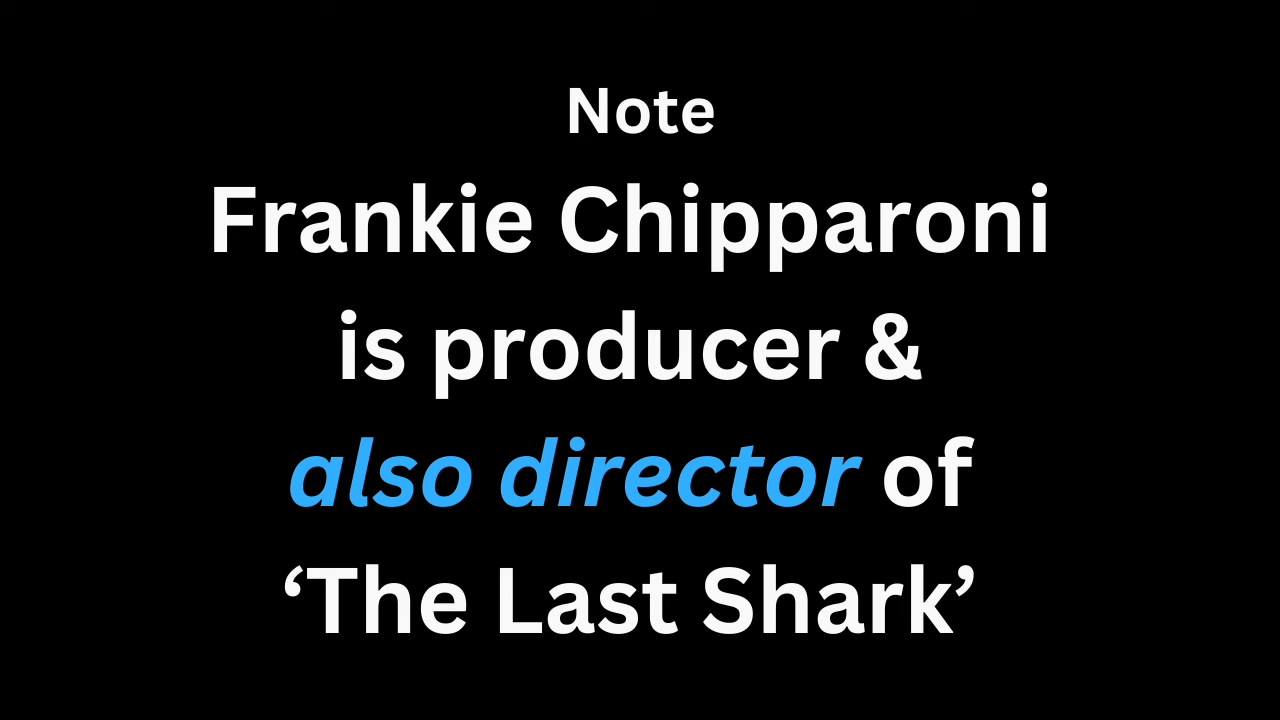 Note
Frankie Chipparoni
is producer &
also director of
‘The Last Shark’